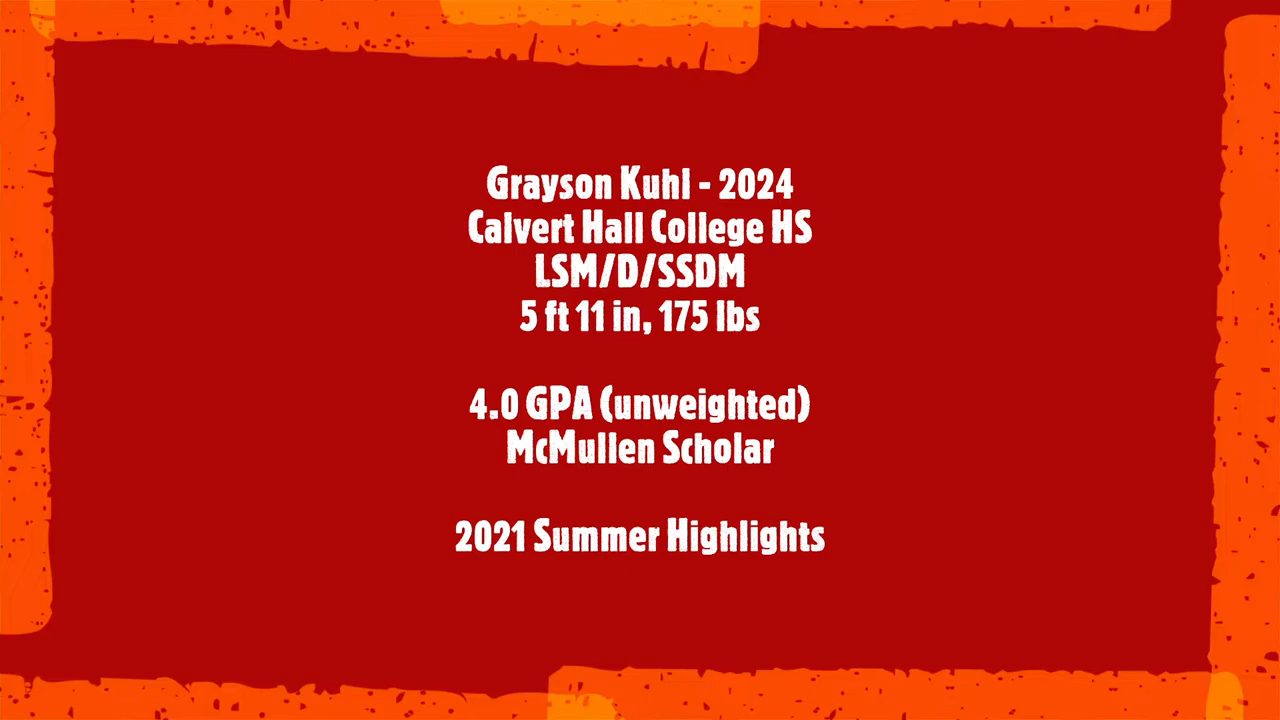 Grayson Kuhl - 2024
Calvert Hall College HS
LSM/D/SSDM
5 ft 11 in, 175 lbs
4.0 GPA (unweighted)
McMullen Scholar
2021 Summer Highlights